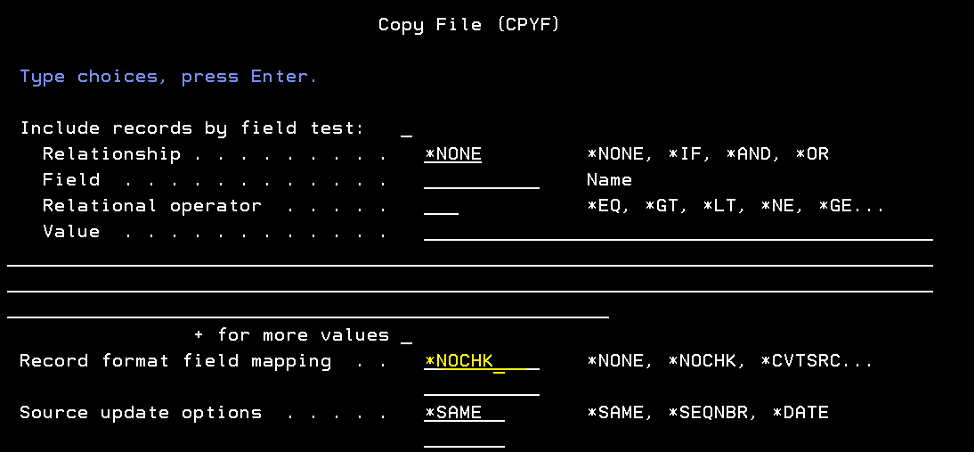 Copy File (CPYF)
Type choices, press Enter.
Include records by field test: _
Relationship . . . . . . . . . *NONE *NONE, *IF, *AND, *OR
Field . . . . . . . . . . . . Name
Relational operator . . . . . *EQ, *GT, *LT, *NE, *GE...
Value . . . . . . . . . . . .
+ for more values _
Record format field mapping . . *NOCHK *NONE, *NOCHK, *CVTSRC...
Source update options . . . . . *SAME *SAME, *SEQNBR, *DATE